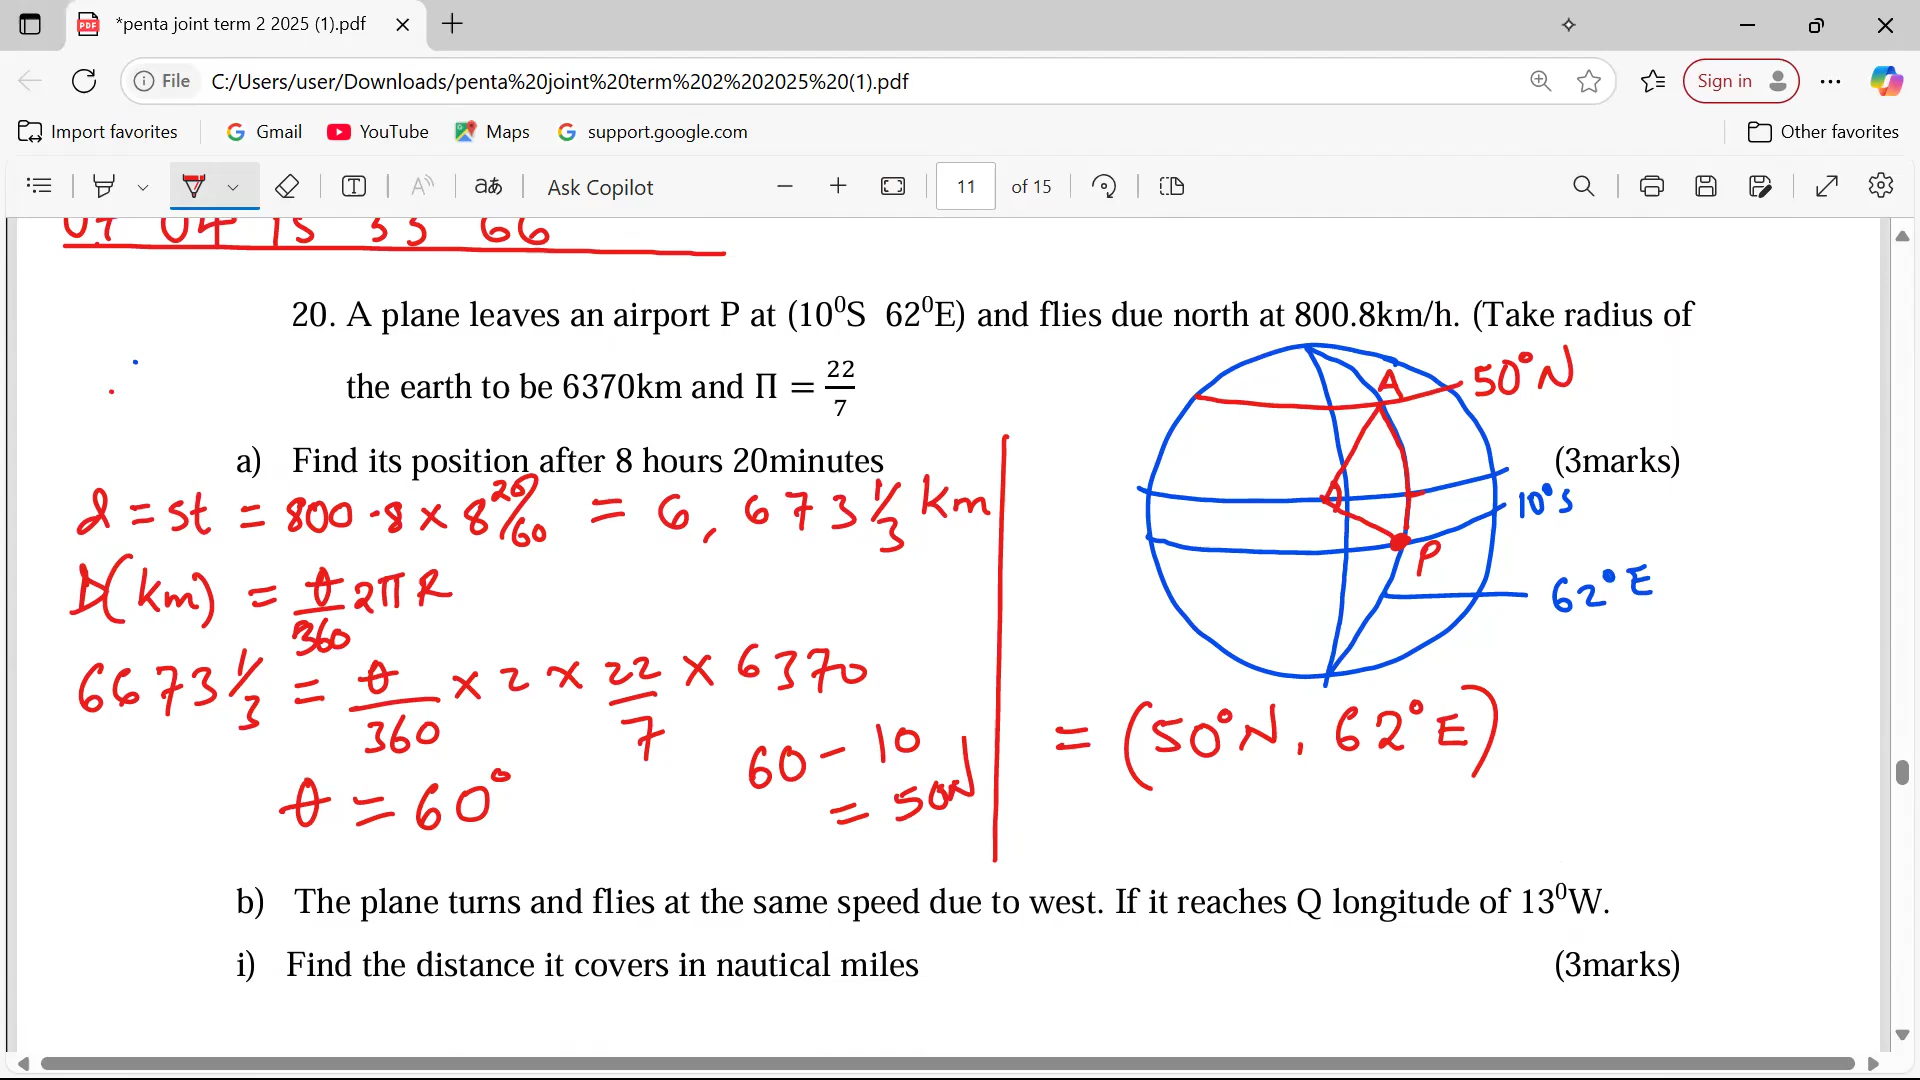 *penta joint term 2 2025 (1).pdf
File C:/Users/user/Downloads/penta%20joint%20term%202%202025%20(1).pdf
Sign in
Import favorites Gmail YouTube Maps support.google.com Other favorites
Ask Copilot 11 of 15
07 04 15 33 66
20. A plane leaves an airport P at (10⁰S 62⁰E) and flies due north at 800.8km/h. (Take radius of
the earth to be 6370km and Π = 22/7
a) Find its position after 8 hours 20minutes (3marks)
d = st = 800.8 × 8 20/60 = 6,673 1/3 km
D(km) = θ/360 2πR
6673 1/3 = θ/360 × 2 × 22/7 × 6370
θ = 60°
60 − 10
= 50N
A 50°N
10°S
P
62°E
= (50°N, 62°E)
b) The plane turns and flies at the same speed due to west. If it reaches Q longitude of 13⁰W.
i) Find the distance it covers in nautical miles (3marks)